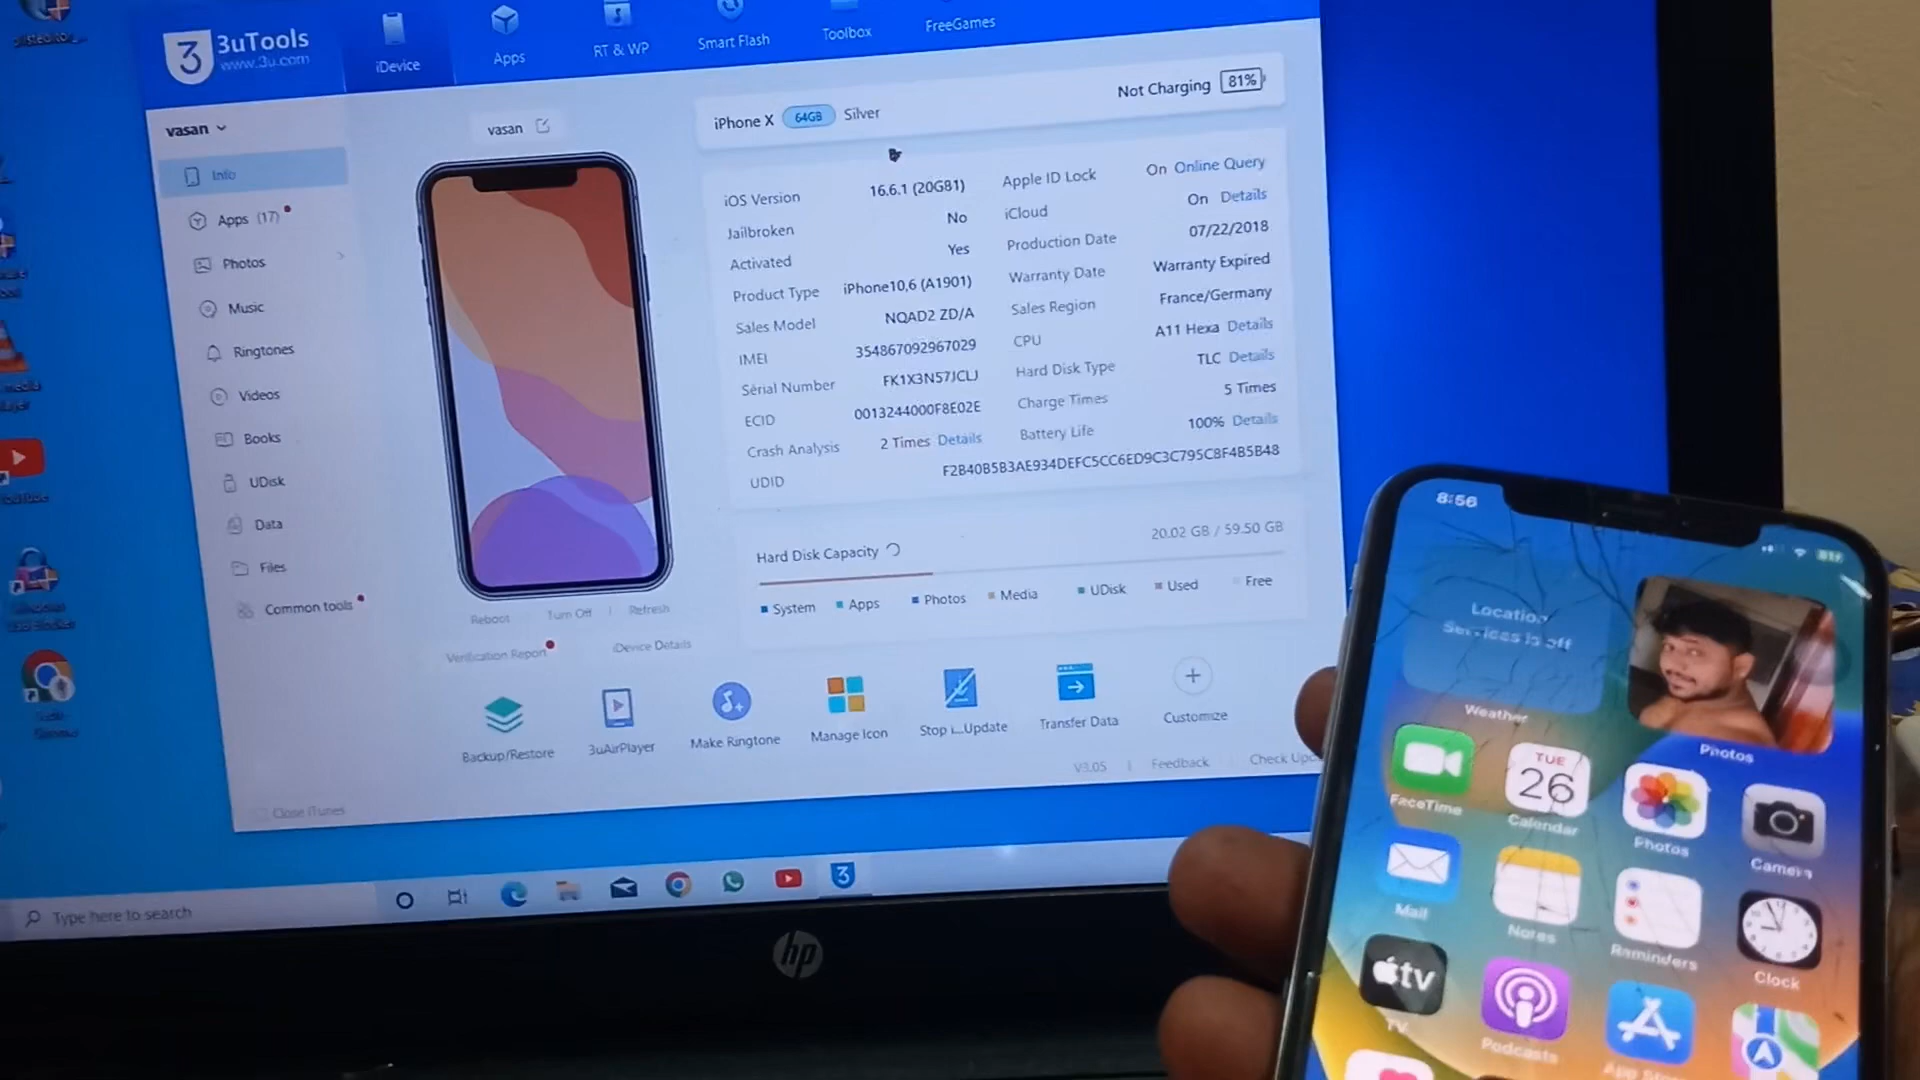 3uTools
www.3u.com
iDevice
Apps
RT & WP
Smart Flash
Toolbox
FreeGames
vasan
vasan
iPhone X 64GB Silver
Not Charging 81%
Info
Apps (17)
Photos
Music
Ringtones
Videos
Books
UDisk
Data
Files
Common tools
Close iTunes
iOS Version 16.6.1 (20G81)
Jailbroken No
Activated Yes
Product Type iPhone10,6 (A1901)
Sales Model NQAD2 ZD/A
IMEI 354867092967029
Serial Number FK1X3N57JCLJ
ECID 0013244000F8E02E
Crash Analysis 2 Times Details
UDID F2B40B5B3AE934DEFC5CC6ED9C3C795C8F4B5B48
Apple ID Lock On Online Query
iCloud On Details
Production Date 07/22/2018
Warranty Date Warranty Expired
Sales Region France/Germany
CPU A11 Hexa Details
Hard Disk Type TLC Details
Charge Times 5 Times
Battery Life 100% Details
Hard Disk Capacity 20.02 GB / 59.50 GB
System Apps Photos Media UDisk Used Free
Reboot Turn Off | Refresh
Verification Report iDevice Details
Backup/Restore
3uAirPlayer
Make Ringtone
Manage Icon
Stop i...Update
Transfer Data
Customize
V3.05 | Feedback
Type here to search
hp
8:56
Location
Services is off
Weather
Photos
FaceTime
TUE
26
Calendar
Photos
Camera
Mail
Notes
Reminders
Clock
tv
TV
Podcasts